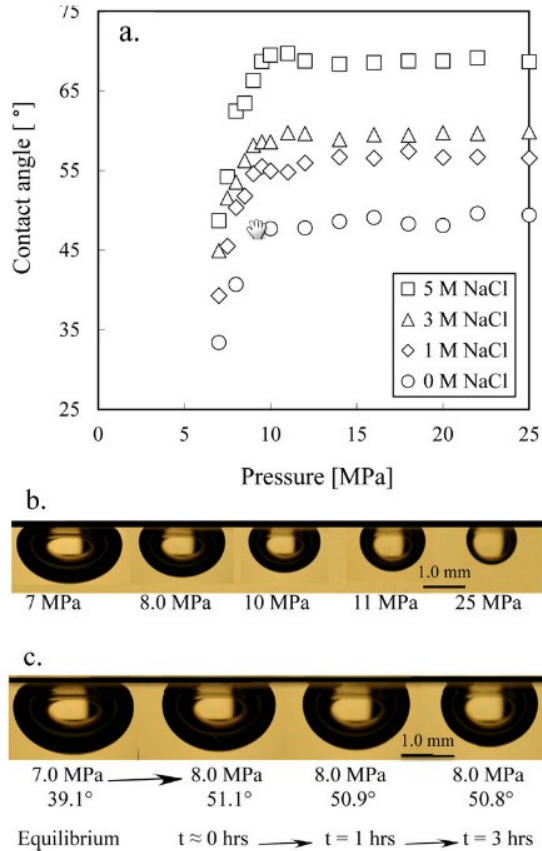 a.
75
65
55
45
35
25
Contact angle [ ° ]
5 M NaCl
3 M NaCl
1 M NaCl
0 M NaCl
0 5 10 15 20 25
Pressure [MPa]
b.
1.0 mm
7 MPa 8.0 MPa 10 MPa 11 MPa 25 MPa
c.
1.0 mm
7.0 MPa 8.0 MPa 8.0 MPa 8.0 MPa
39.1° 51.1° 50.9° 50.8°
Equilibrium t ≈ 0 hrs t = 1 hrs t = 3 hrs